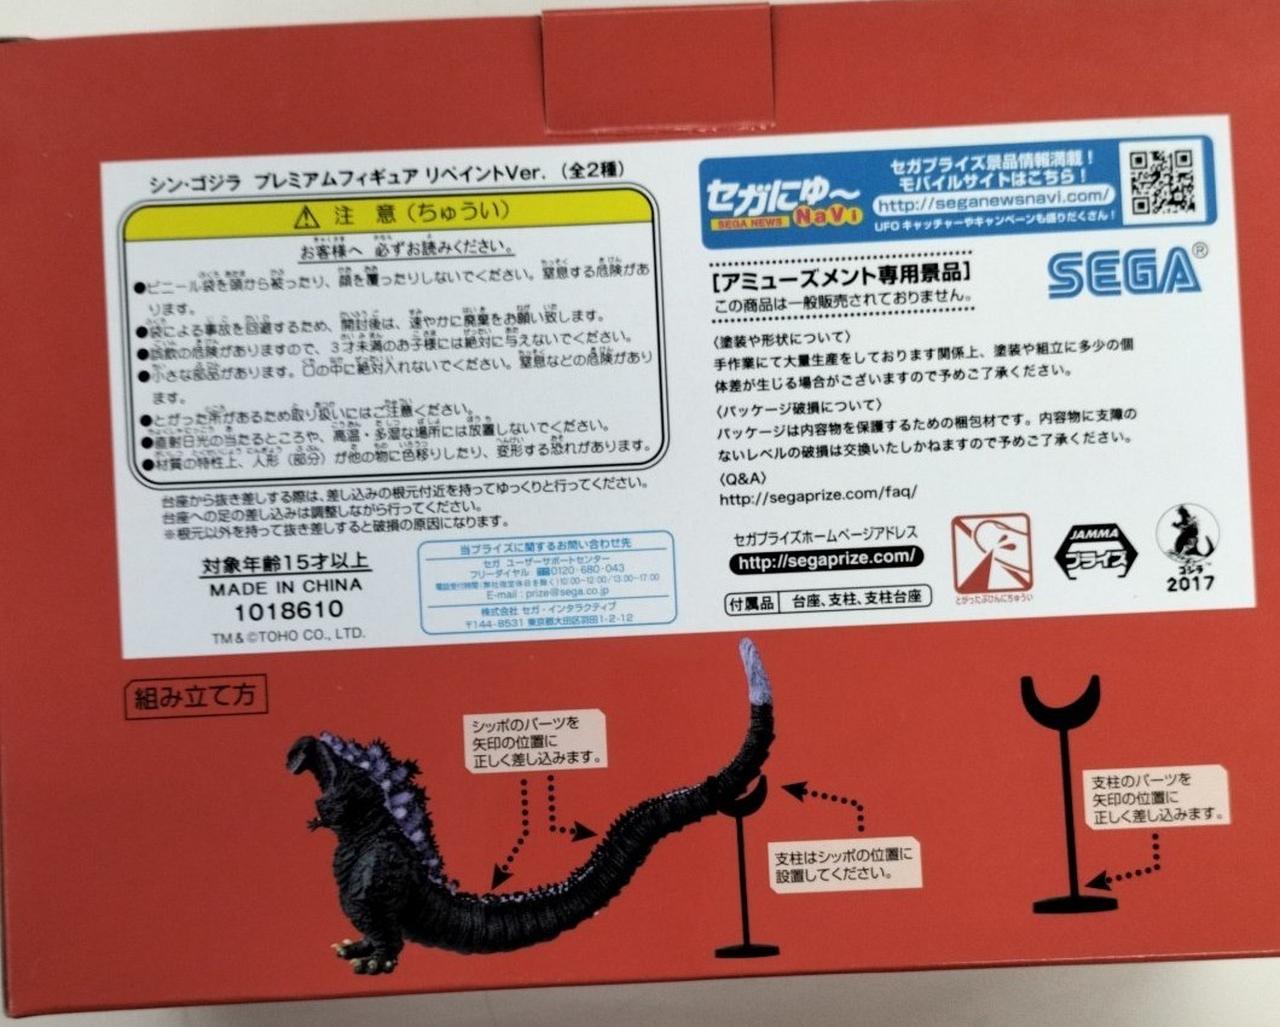 シン・ゴジラ プレミアムフィギュア リペイントVer.（全2種）
⚠ 注 意（ちゅうい）
お客様へ 必ずお読みください。
●ビニール袋を頭から被ったり、顔を覆ったりしないでください。窒息する危険があ
ります。
●袋による事故を回避するため、開封後は、速やかに廃棄をお願い致します。
●誤飲の危険がありますので、3才未満のお子様には絶対に与えないでください。
●小さな部品があります。口の中に絶対入れないでください。窒息などの危険があり
ます。
●とがった所があるため取り扱いにはご注意ください。
●直射日光の当たるところや、高温・多湿な場所には放置しないでください。
●材質の特性上、人形（部分）が他の物に色移りしたり、変形する恐れがあります。
台座から抜き差しする際は、差し込みの根元付近を持ってゆっくりと行ってください。
台座への足の差し込みは調整しながら行ってください。
※根元以外を持って抜き差しすると破損の原因になります。
対象年齢15才以上
MADE IN CHINA
1018610
TM&©TOHO CO., LTD.
当プライズに関するお問い合わせ先
セガ ユーザーサポートセンター
フリーダイヤル 0120-680-043
電話受付時間(弊社指定休日を除く)10:00~12:00/13:00~17:00
E-mail : prize@sega.co.jp
株式会社 セガ・インタラクティブ
〒144-8531 東京都大田区羽田1-2-12
セガにゅ〜
SEGA NEWS NaVi
セガプライズ景品情報満載！
モバイルサイトはこちら！
http://seganewsnavi.com/
UFOキャッチャーやキャンペーンも盛りだくさん！
[アミューズメント専用景品]
この商品は一般販売されておりません。
SEGA®
〈塗装や形状について〉
手作業にて大量生産をしております関係上、塗装や組立に多少の個
体差が生じる場合がございますので予めご了承ください。
〈パッケージ破損について〉
パッケージは内容物を保護するための梱包材です。内容物に支障の
ないレベルの破損は交換いたしかねますので予めご了承ください。
〈Q&A〉
http://segaprize.com/faq/
セガプライズホームページアドレス
http://segaprize.com/
付属品 台座、支柱、支柱台座
とがったぶひんにちゅうい
JAMMA
プライズ
ゴジラ
2017
組み立て方
シッポのパーツを
矢印の位置に
正しく差し込みます。
支柱はシッポの位置に
設置してください。
支柱のパーツを
矢印の位置に
正しく差し込みます。